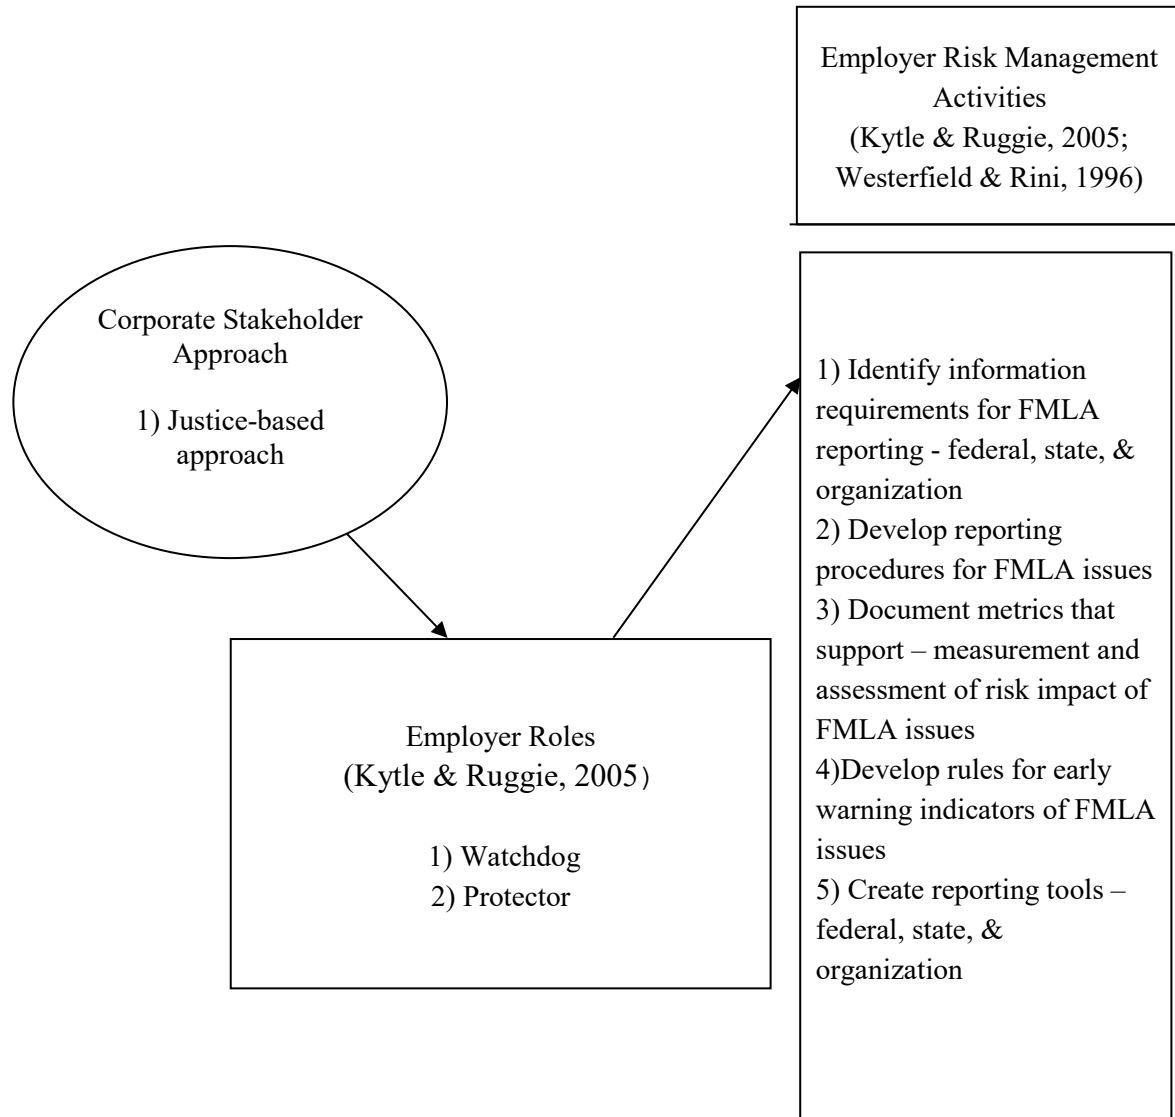 Employer Risk Management
Activities
(Kytle & Ruggie, 2005;
Westerfield & Rini, 1996)
Corporate Stakeholder
Approach
1) Justice-based
approach
Employer Roles
(Kytle & Ruggie, 2005)
1) Watchdog
2) Protector
1) Identify information
requirements for FMLA
reporting - federal, state, &
organization
2) Develop reporting
procedures for FMLA issues
3) Document metrics that
support – measurement and
assessment of risk impact of
FMLA issues
4)Develop rules for early
warning indicators of FMLA
issues
5) Create reporting tools –
federal, state, &
organization